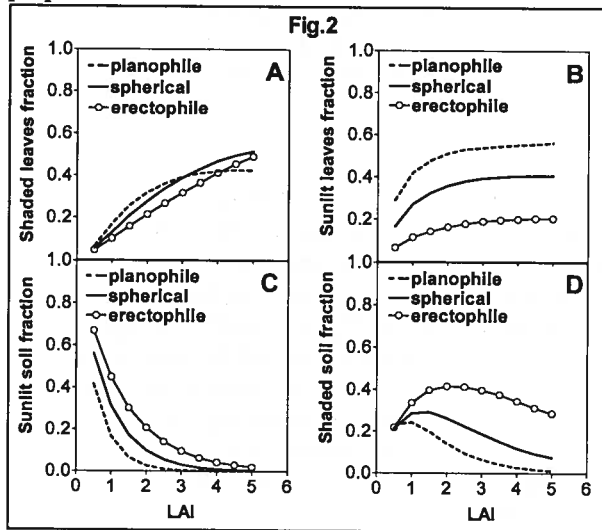 Fig.2
1.0
0.8
0.6
0.4
0.2
1.0
Shaded leaves fraction
planophile
spherical
erectophile
A
1.0
0.8
0.6
0.4
0.2
1.0
Sunlit leaves fraction
planophile
spherical
erectophile
B
0.8
0.6
0.4
0.2
0.0
Sunlit soil fraction
planophile
spherical
erectophile
C
0 1 2 3 4 5 6
LAI
0.8
0.6
0.4
0.2
0.0
Shaded soil fraction
planophile
spherical
erectophile
D
0 1 2 3 4 5 6
LAI